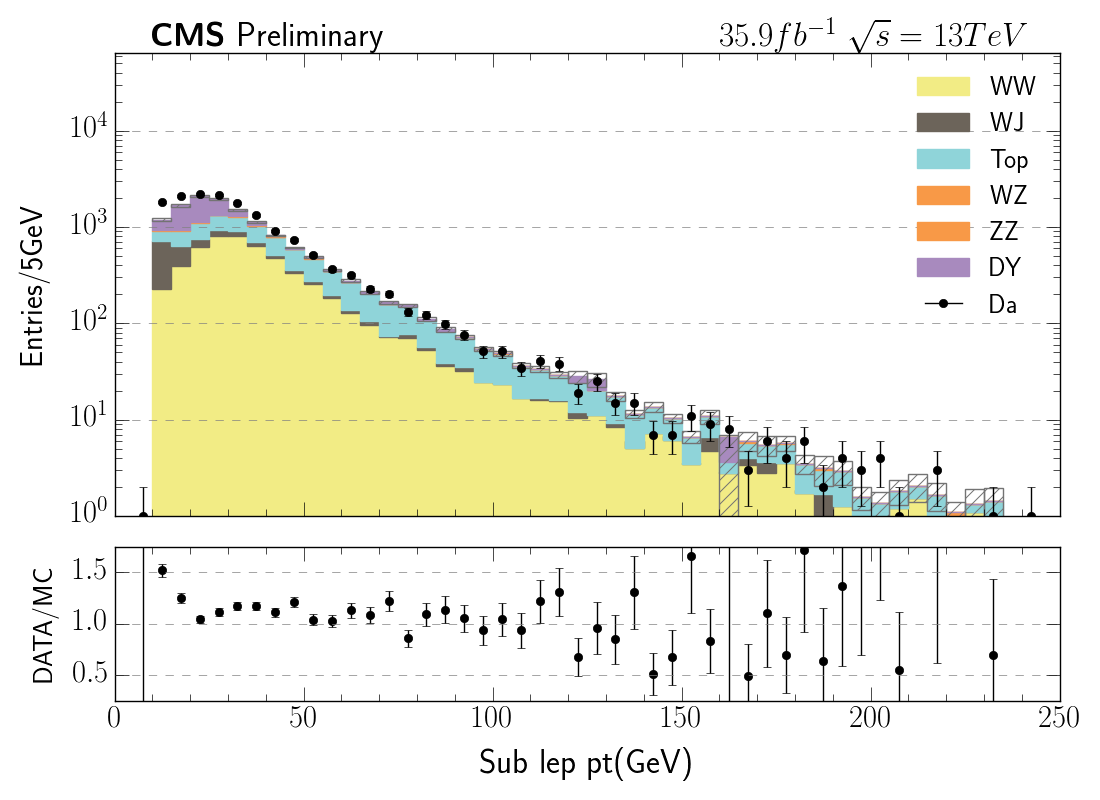 CMS Preliminary 35.9fb⁻¹ √s = 13TeV
WW
WJ
Top
WZ
ZZ
DY
Da
Entries/5GeV
10⁴
10³
10²
10¹
10⁰
DATA/MC
1.5
1.0
0.5
0 50 100 150 200 250
Sub lep pt(GeV)